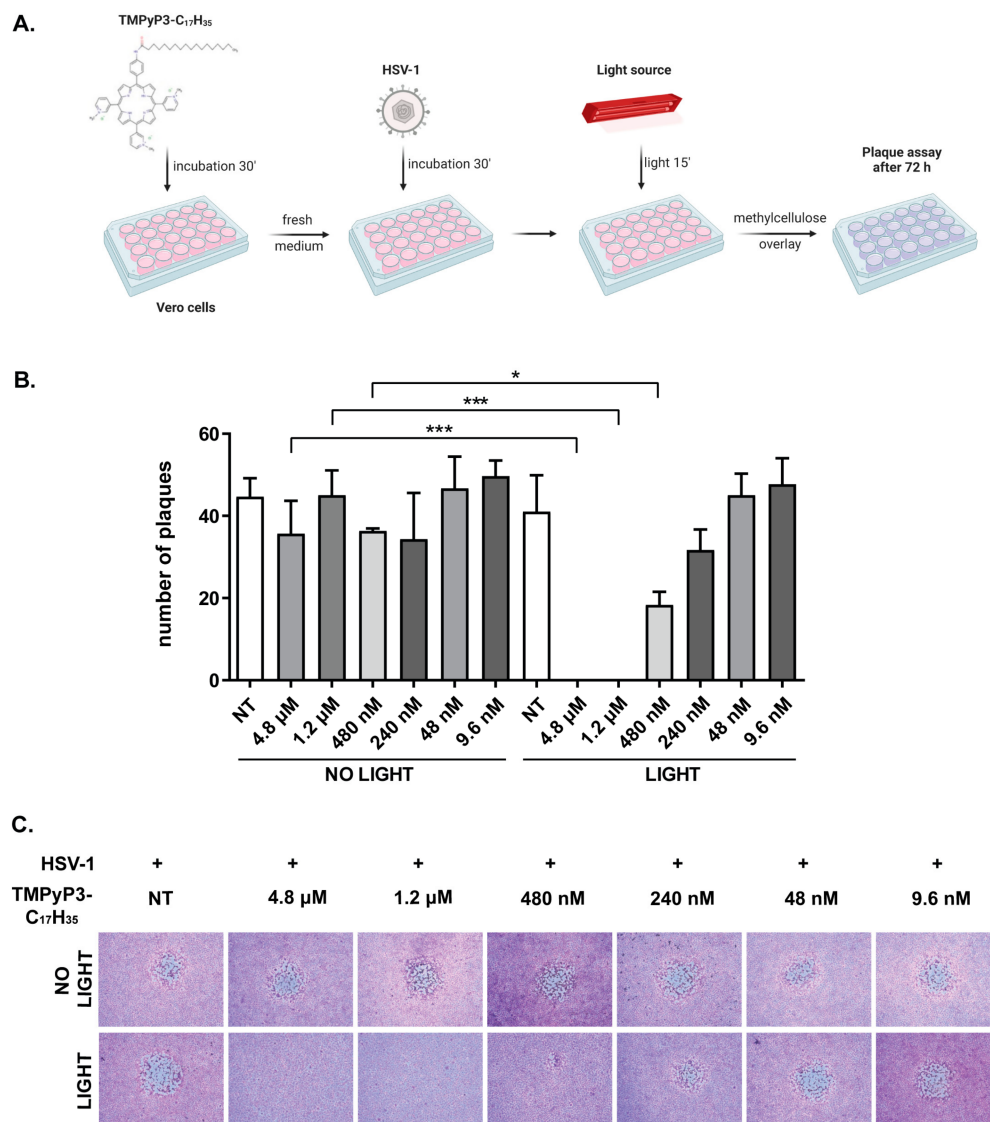 A.
TMPyP3-C₁₇H₃₅
HSV-1
Light source
incubation 30'
incubation 30'
light 15'
Plaque assay
after 72 h
fresh
medium
methylcellulose
overlay
Vero cells
B.
*
***
***
number of plaques
60
40
20
0
NT
4.8 µM
1.2 µM
480 nM
240 nM
48 nM
9.6 nM
NT
4.8 µM
1.2 µM
480 nM
240 nM
48 nM
9.6 nM
NO LIGHT
LIGHT
C.
HSV-1 + + + + + + +
TMPyP3-
C₁₇H₃₅
NT 4.8 µM 1.2 µM 480 nM 240 nM 48 nM 9.6 nM
NO
LIGHT
LIGHT